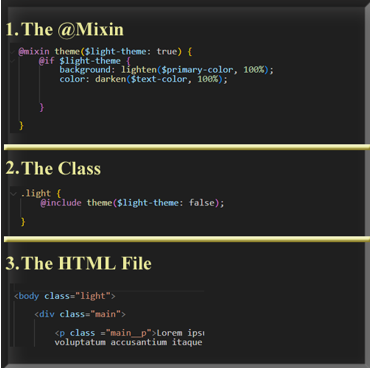 1.The @Mixin
@mixin theme($light-theme: true) {
@if $light-theme {
background: lighten($primary-color, 100%);
color: darken($text-color, 100%);
}
}
2.The Class
.light {
@include theme($light-theme: false);
}
3.The HTML File
<body class="light">
<div class="main">
<p class ="main__p">Lorem ipsu
voluptatum accusantium itaque